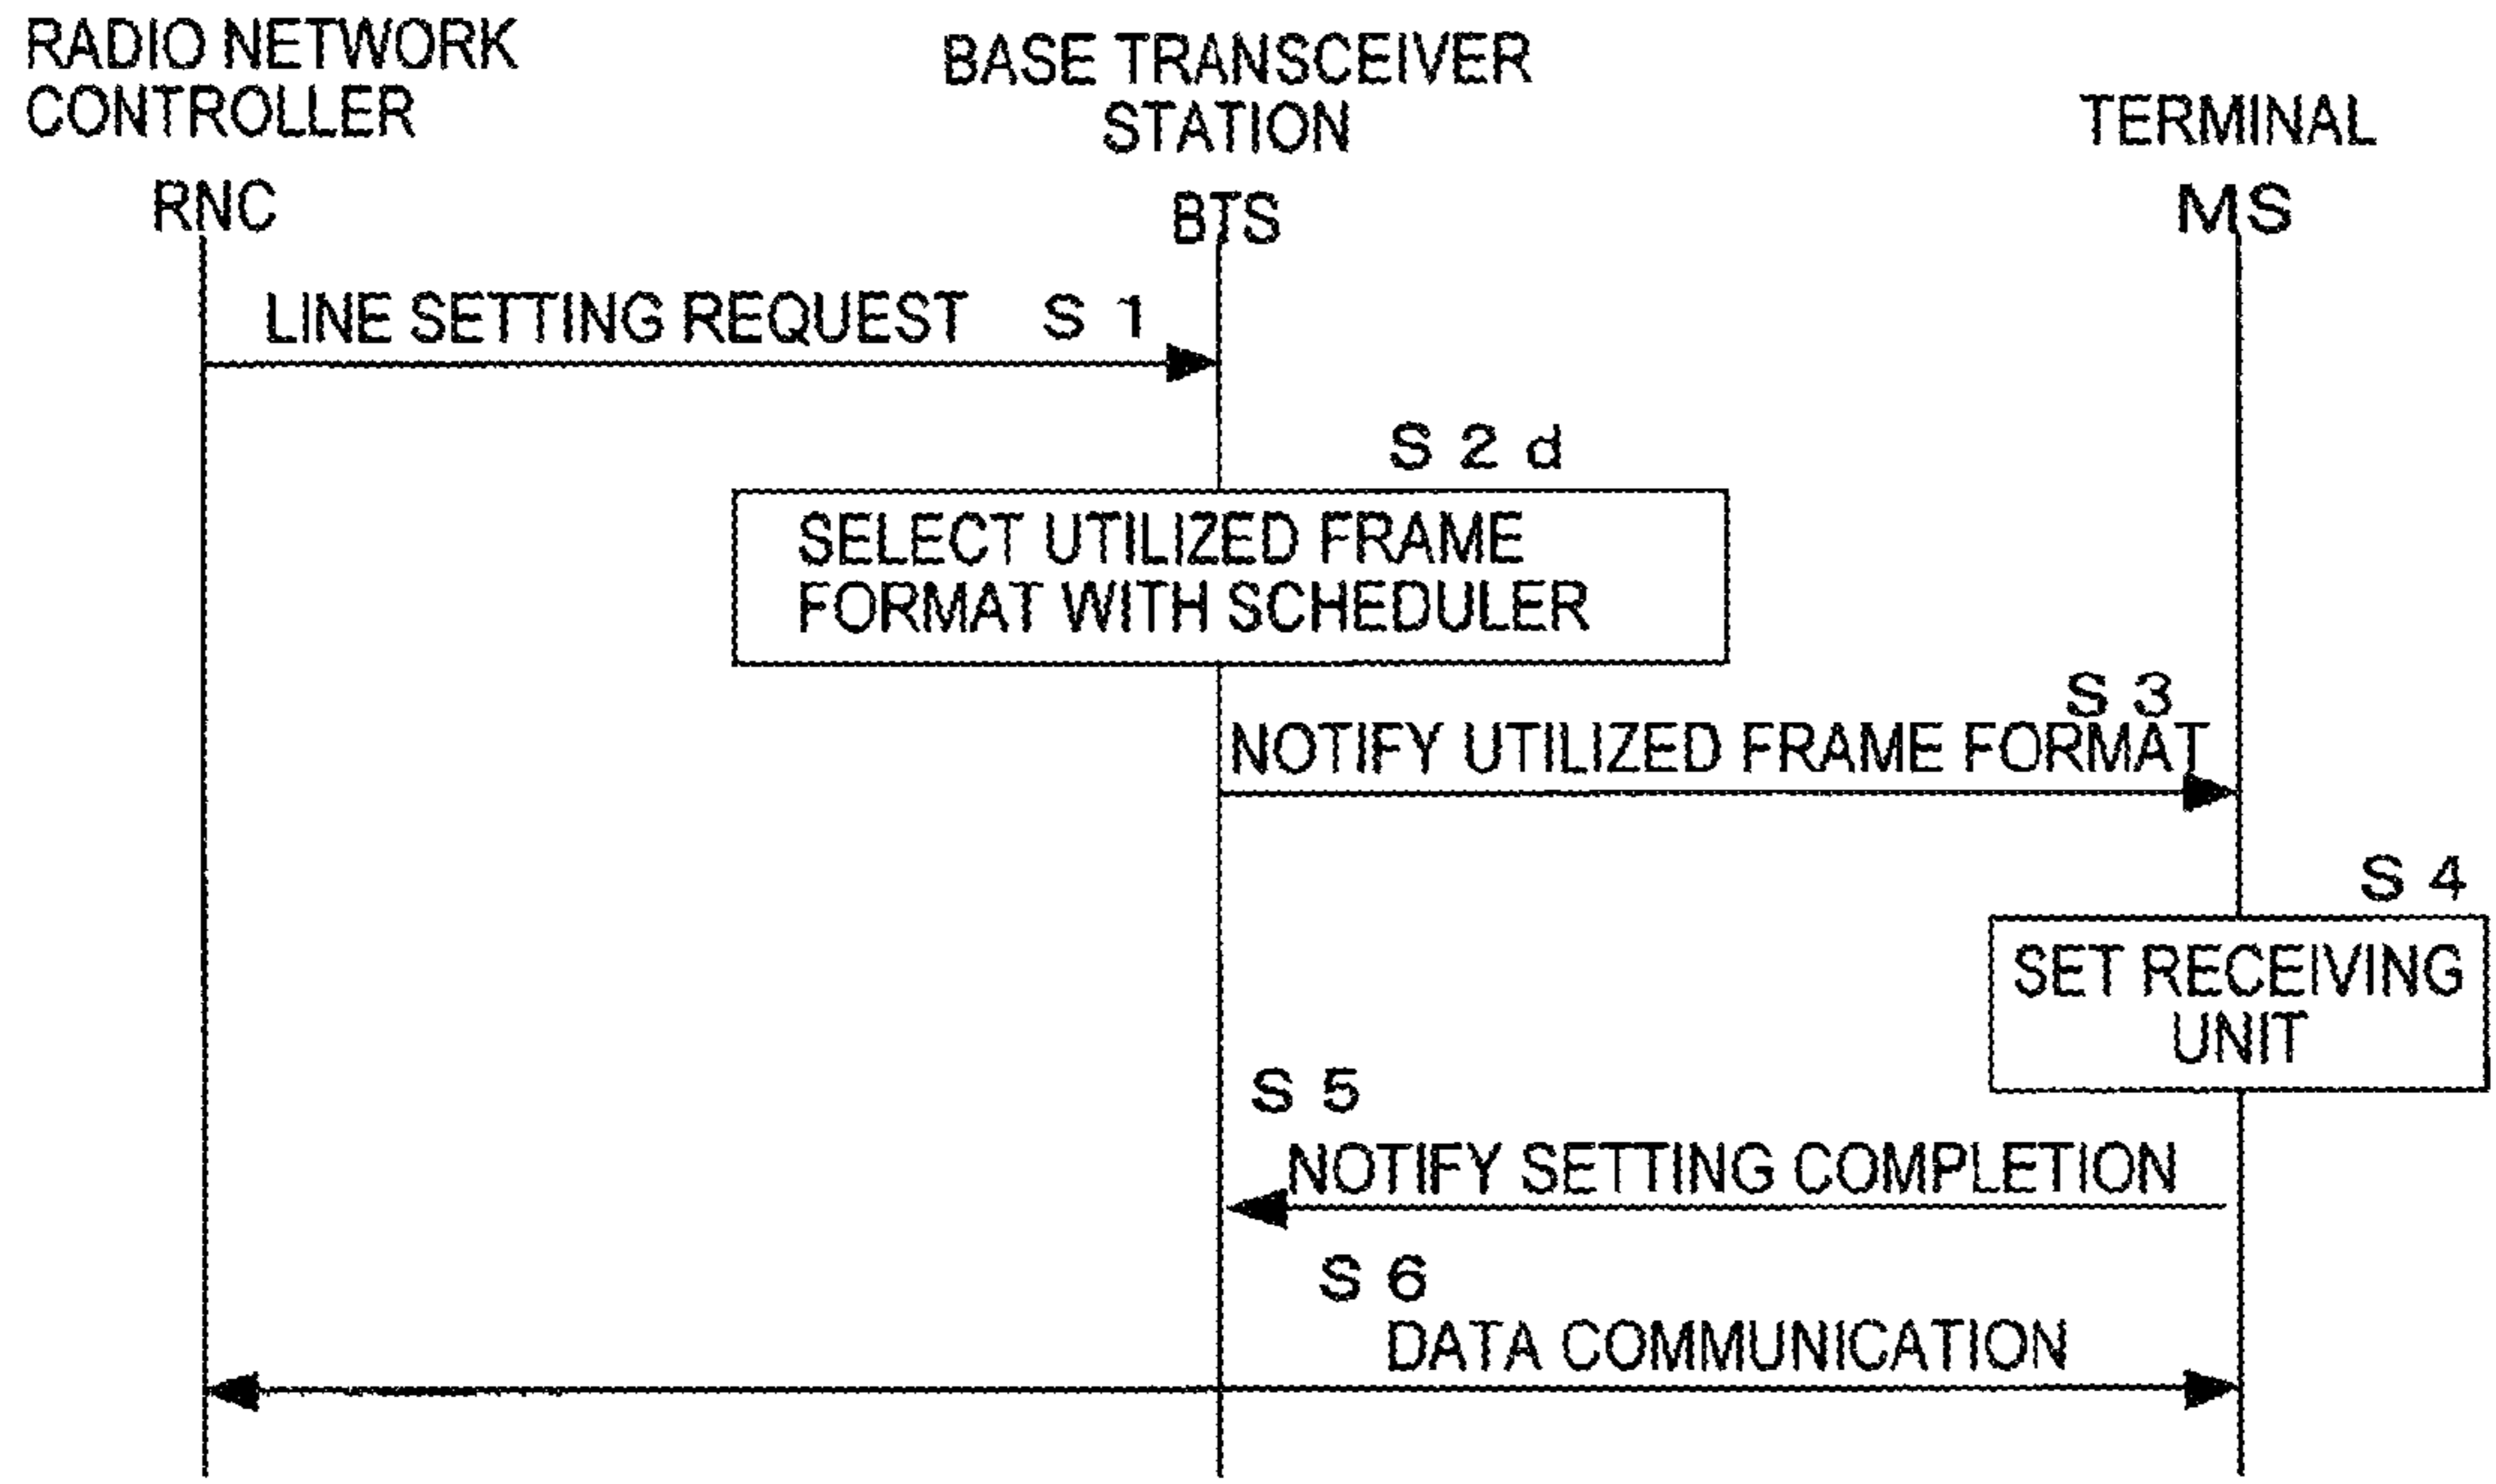 RADIO NETWORK
CONTROLLER
RNC
BASE TRANSCEIVER
STATION
BTS
TERMINAL
MS
LINE SETTING REQUEST S 1
S 2 d
SELECT UTILIZED FRAME
FORMAT WITH SCHEDULER
S 3
NOTIFY UTILIZED FRAME FORMAT
S 4
SET RECEIVING
UNIT
S 5
NOTIFY SETTING COMPLETION
S 6
DATA COMMUNICATION